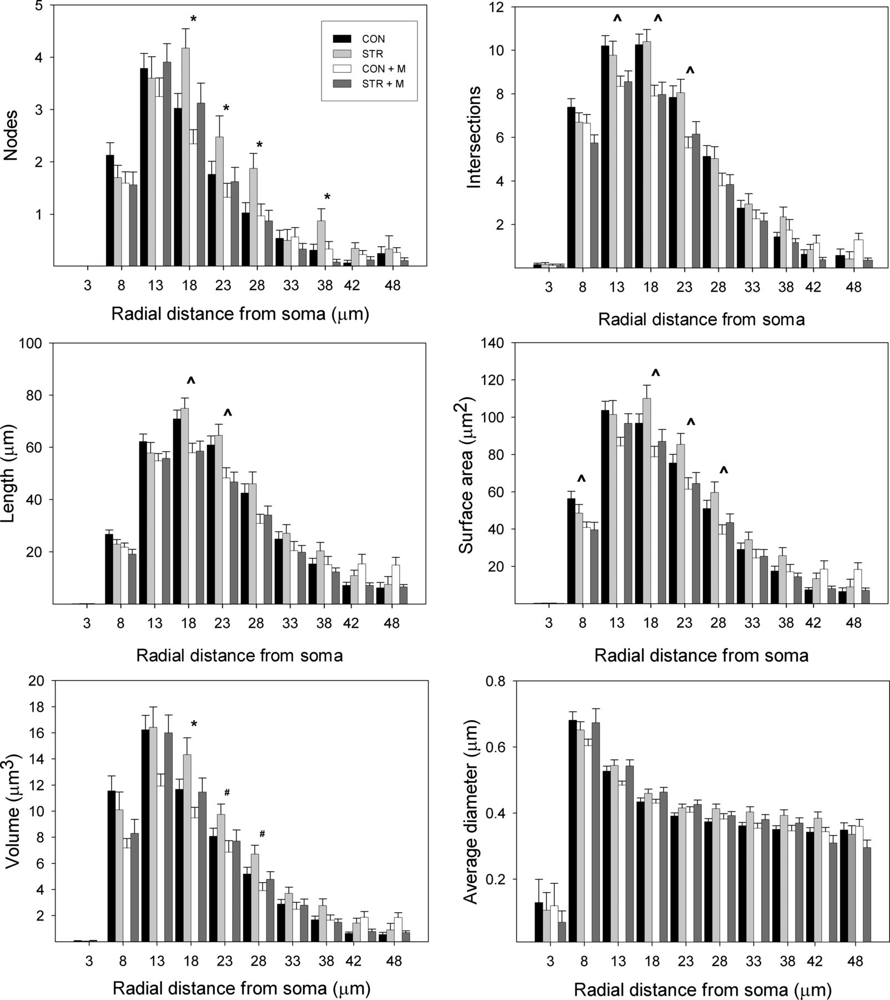 Nodes
5
4
3
2
1
* * * *
CON
STR
CON + M
STR + M
3 8 13 18 23 28 33 38 42 48
Radial distance from soma (μm)
Intersections
12
10
8
6
4
2
^ ^ ^
3 8 13 18 23 28 33 38 42 48
Radial distance from soma
Length (μm)
100
80
60
40
20
^ ^
3 8 13 18 23 28 33 38 42 48
Radial distance from soma
Surface area (μm2)
140
120
100
80
60
40
20
^ ^ ^ ^
3 8 13 18 23 28 33 38 42 48
Radial distance from soma
Volume (μm3)
20
18
16
14
12
10
8
6
4
2
* # #
3 8 13 18 23 28 33 38 42 48
Radial distance from soma (μm)
Average diameter (μm)
0.8
0.6
0.4
0.2
3 8 13 18 23 28 33 38 42 48
Radial distance from soma (μm)